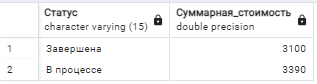 Статус
character varying (15)
Суммарная_стоимость
double precision
1 Завершена 3100
2 В процессе 3390